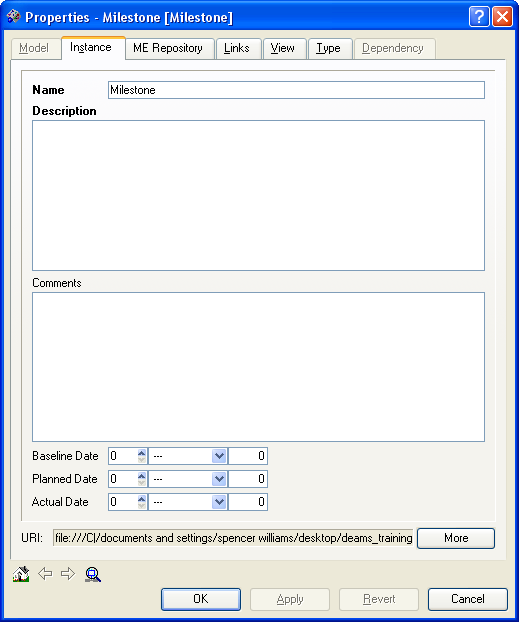 Properties - Milestone [Milestone]
Model Instance ME Repository Links View Type Dependency
Name Milestone
Description
Comments
Baseline Date 0 --- 0
Planned Date 0 --- 0
Actual Date 0 --- 0
URI: file:///C|/documents and settings/spencer williams/desktop/deams_training More
OK Apply Revert Cancel